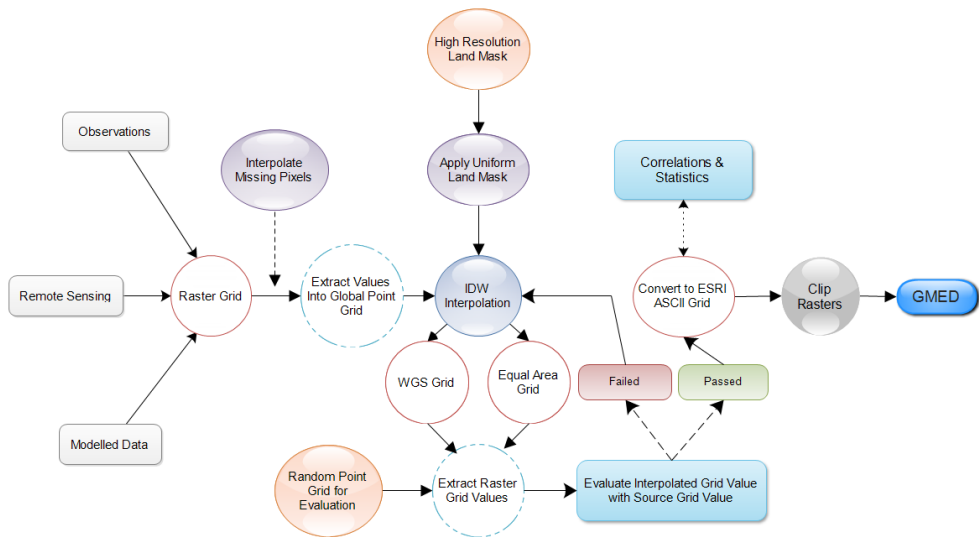 High Resolution
Land Mask
Observations
Interpolate
Missing Pixels
Apply Uniform
Land Mask
Correlations &
Statistics
Remote Sensing
Raster Grid
Extract Values
Into Global Point
Grid
IDW
Interpolation
Convert to ESRI
ASCII Grid
Clip
Rasters
GMED
WGS Grid
Equal Area
Grid
Failed
Passed
Modelled Data
Random Point
Grid for
Evaluation
Extract Raster
Grid Values
Evaluate Interpolated Grid Value
with Source Grid Value